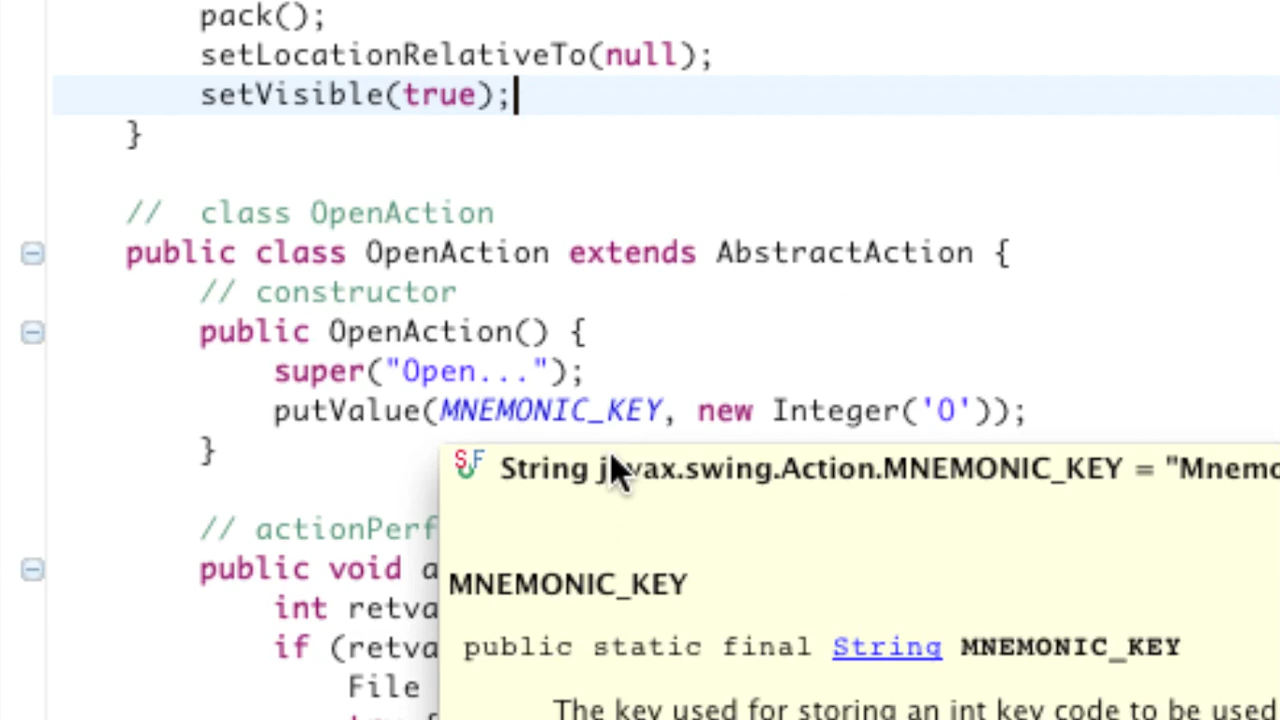 pack();
setLocationRelativeTo(null);
setVisible(true);
}
// class OpenAction
public class OpenAction extends AbstractAction {
// constructor
public OpenAction() {
super("Open...");
putValue(MNEMONIC_KEY, new Integer('O'));
}
String javax.swing.Action.MNEMONIC_KEY = "Mnemo
// actionPerf
public void a
MNEMONIC_KEY
int retva
if (retva
public static final String MNEMONIC_KEY
File
The key used for storing an int key code to be used